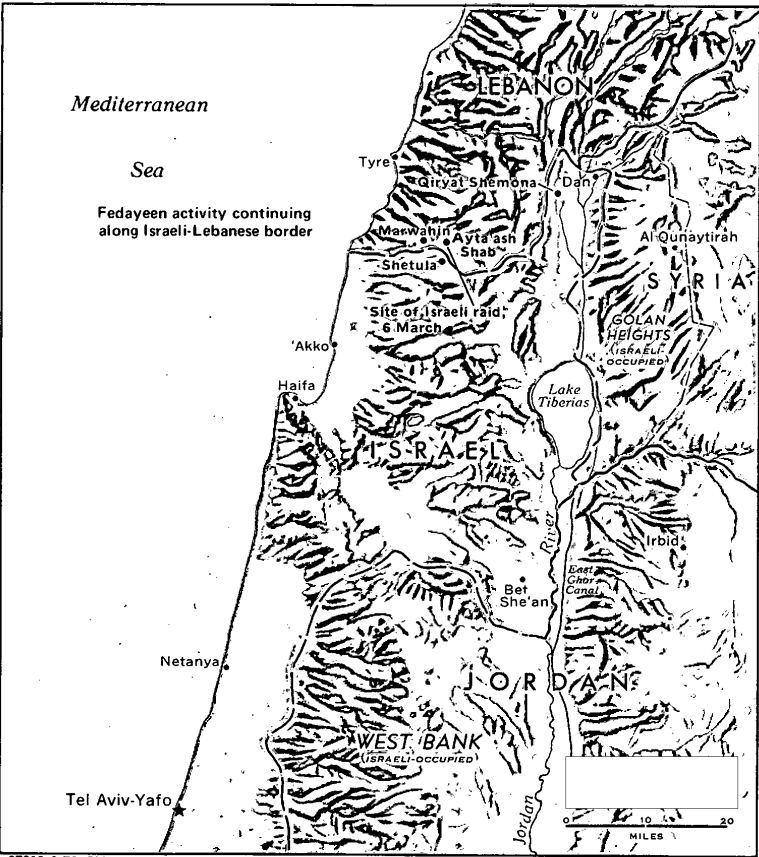 LEBANON
Mediterranean
Sea
Tyre
Qiryat Shemona
Dan
Fedayeen activity continuing
along Israeli-Lebanese border
Marwahin
Ayta'ash
Shab
Shetula
Al Qunaytirah
SYRIA
Site of Israeli raid,
6 March
GOLAN
HEIGHTS
(ISRAELI-
OCCUPIED)
'Akko
Haifa
Lake
Tiberias
ISRAEL
River
Irbid
East
Ghor
Canal
Bet
She'an
Netanya
JORDAN
WEST BANK
(ISRAELI-OCCUPIED)
Tel Aviv-Yafo
Jordan
0 10 20
MILES